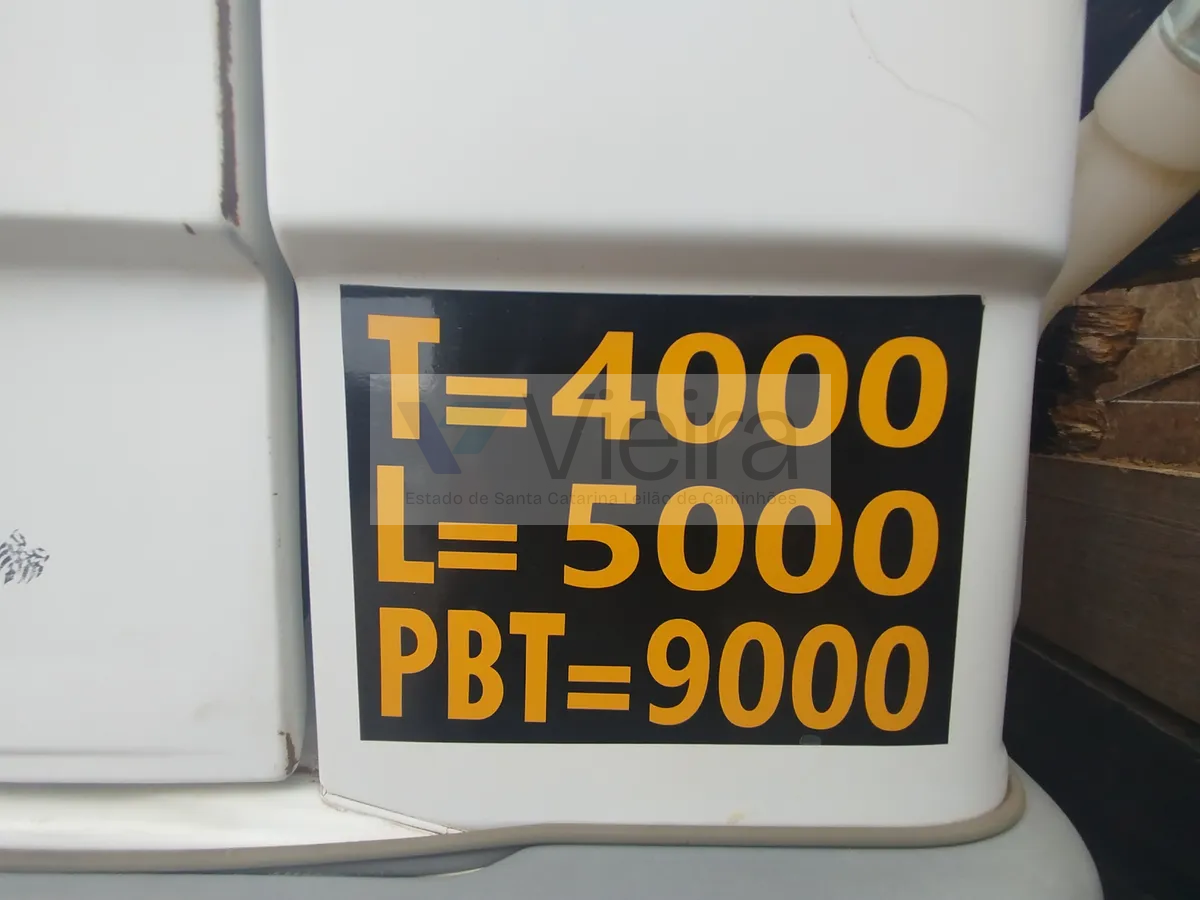 T=4000
Vieira
Estado de Santa Catarina Leilão de Caminhões
L=5000
PBT=9000